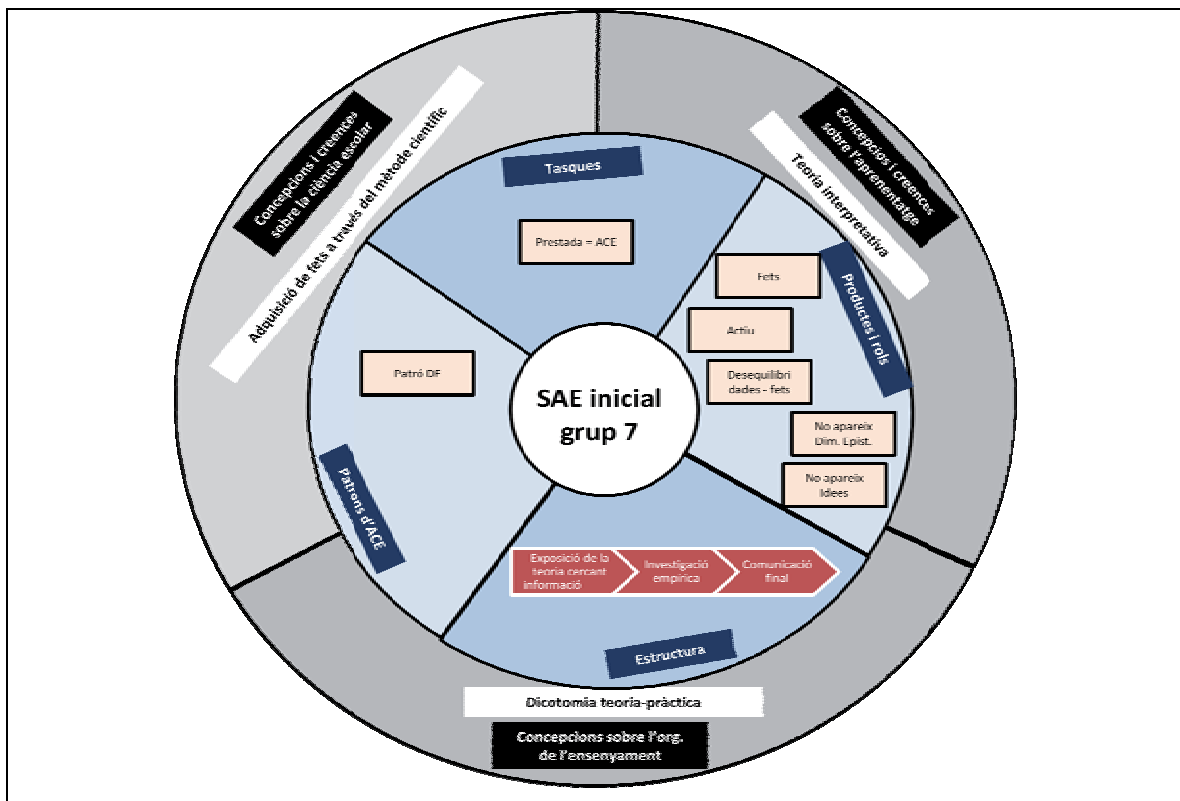 Concepcions i creences
sobre la ciència escolar
Adquisició de fets a través del mètode científic
Concepcios i creences
sobre l'aprenentatge
Teoria interpretativa
Tasques
Prestada = ACE
Productes i rols
Fets
Actiu
Desequilibri
dades - fets
No apareix
Dim. Epist.
No apareix
Idees
Patró DF
Patrons d'ACE
SAE inicial
grup 7
Exposició de la
teoria cercant
informació
Investigació
empírica
Comunicació
final
Estructura
Dicotomia teoria-pràctica
Concepcions sobre l'org.
de l'ensenyament